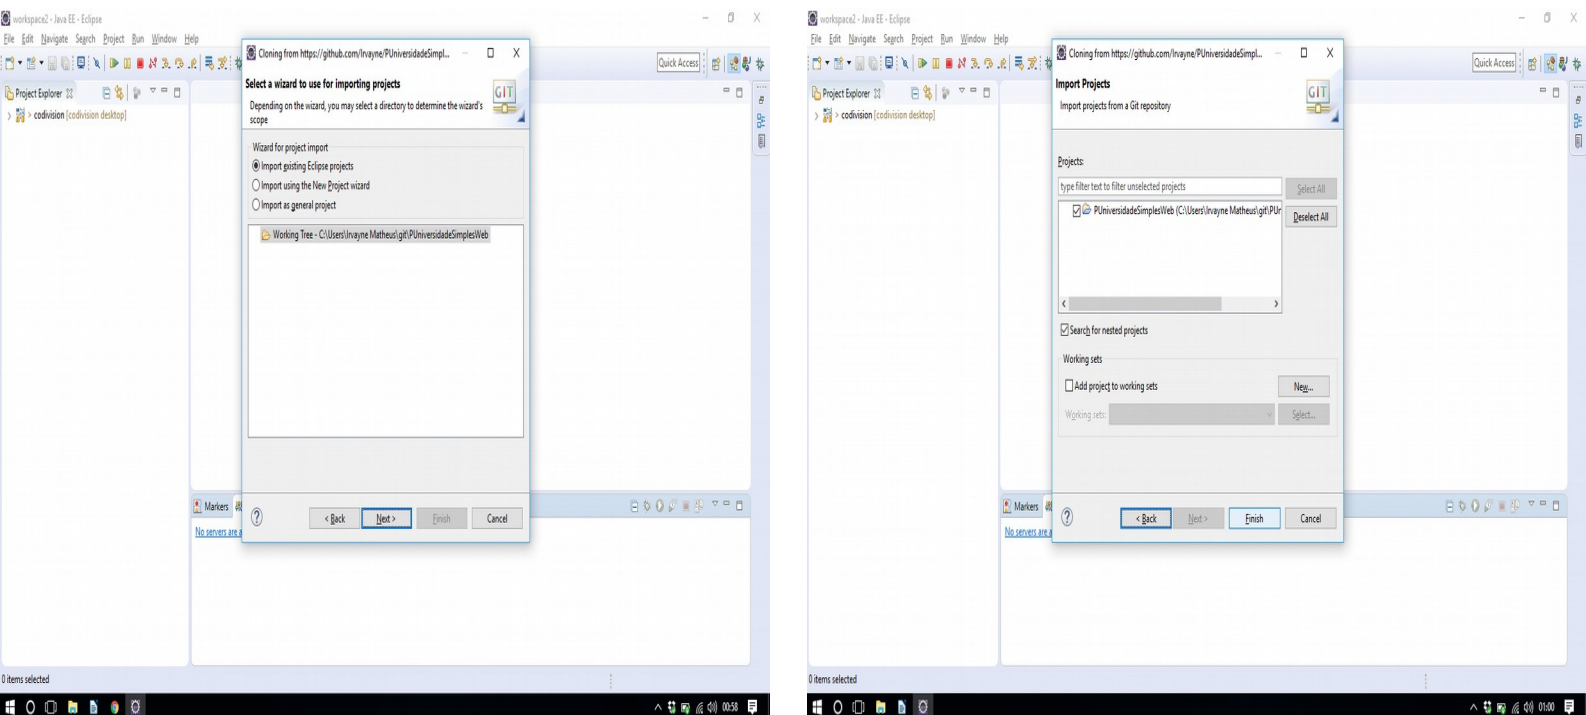 workspace2 - Java EE - Eclipse
File Edit Navigate Search Project Run Window Help
Quick Access
Project Explorer
> codivision [codivision desktop]
Cloning from https://github.com/Irvayne/PUniversidadeSimpl...
Select a wizard to use for importing projects
Depending on the wizard, you may select a directory to determine the wizard's
scope
GIT
Wizard for project import
Import existing Eclipse projects
Import using the New Project wizard
Import as general project
Working Tree - C:\Users\Irvayne Matheus\git\PUniversidadeSimplesWeb
< Back Next > Finish Cancel
Markers
No servers are a
0 items selected
00:58
workspace2 - Java EE - Eclipse
File Edit Navigate Search Project Run Window Help
Quick Access
Project Explorer
> codivision [codivision desktop]
Cloning from https://github.com/Irvayne/PUniversidadeSimpl...
Import Projects
Import projects from a Git repository
GIT
Projects:
type filter text to filter unselected projects
Select All
PUniversidadeSimplesWeb (C:\Users\Irvayne Matheus\git\PUr
Deselect All
Search for nested projects
Working sets
Add project to working sets
New...
Working sets:
Select...
< Back Next > Finish Cancel
Markers
No servers are a
0 items selected
01:00